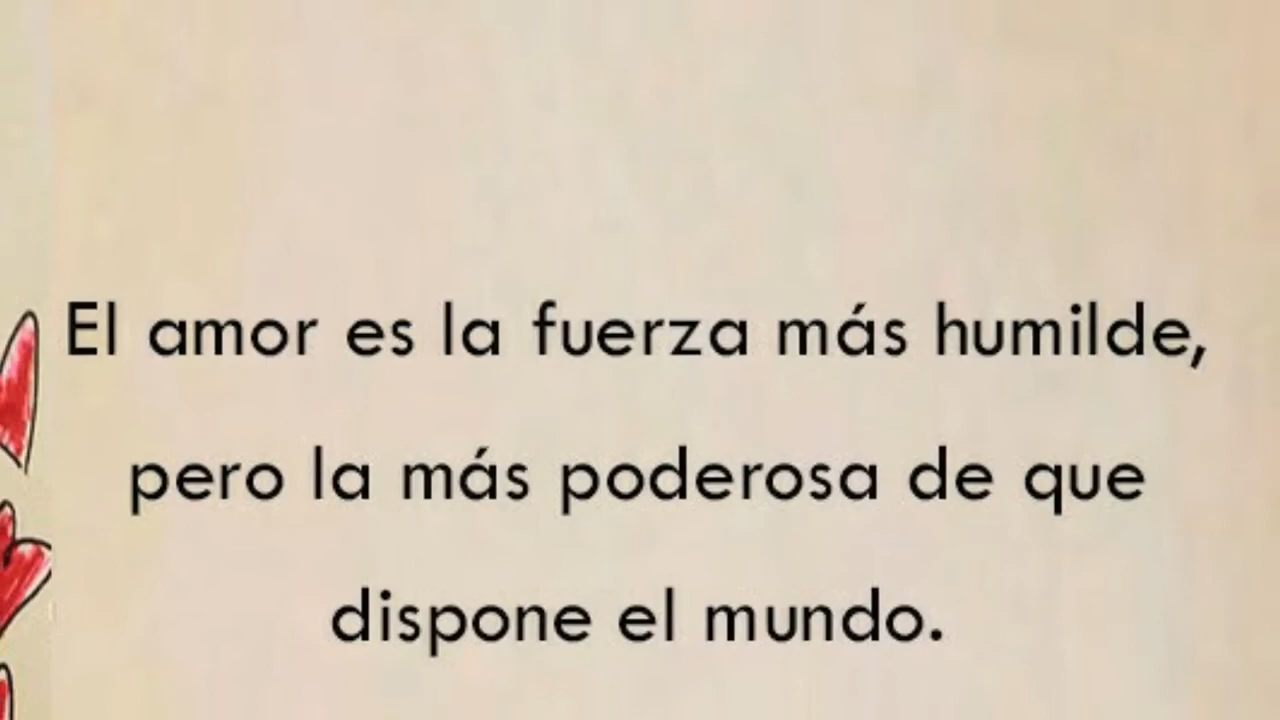 El amor es la fuerza más humilde,
pero la más poderosa de que
dispone el mundo.